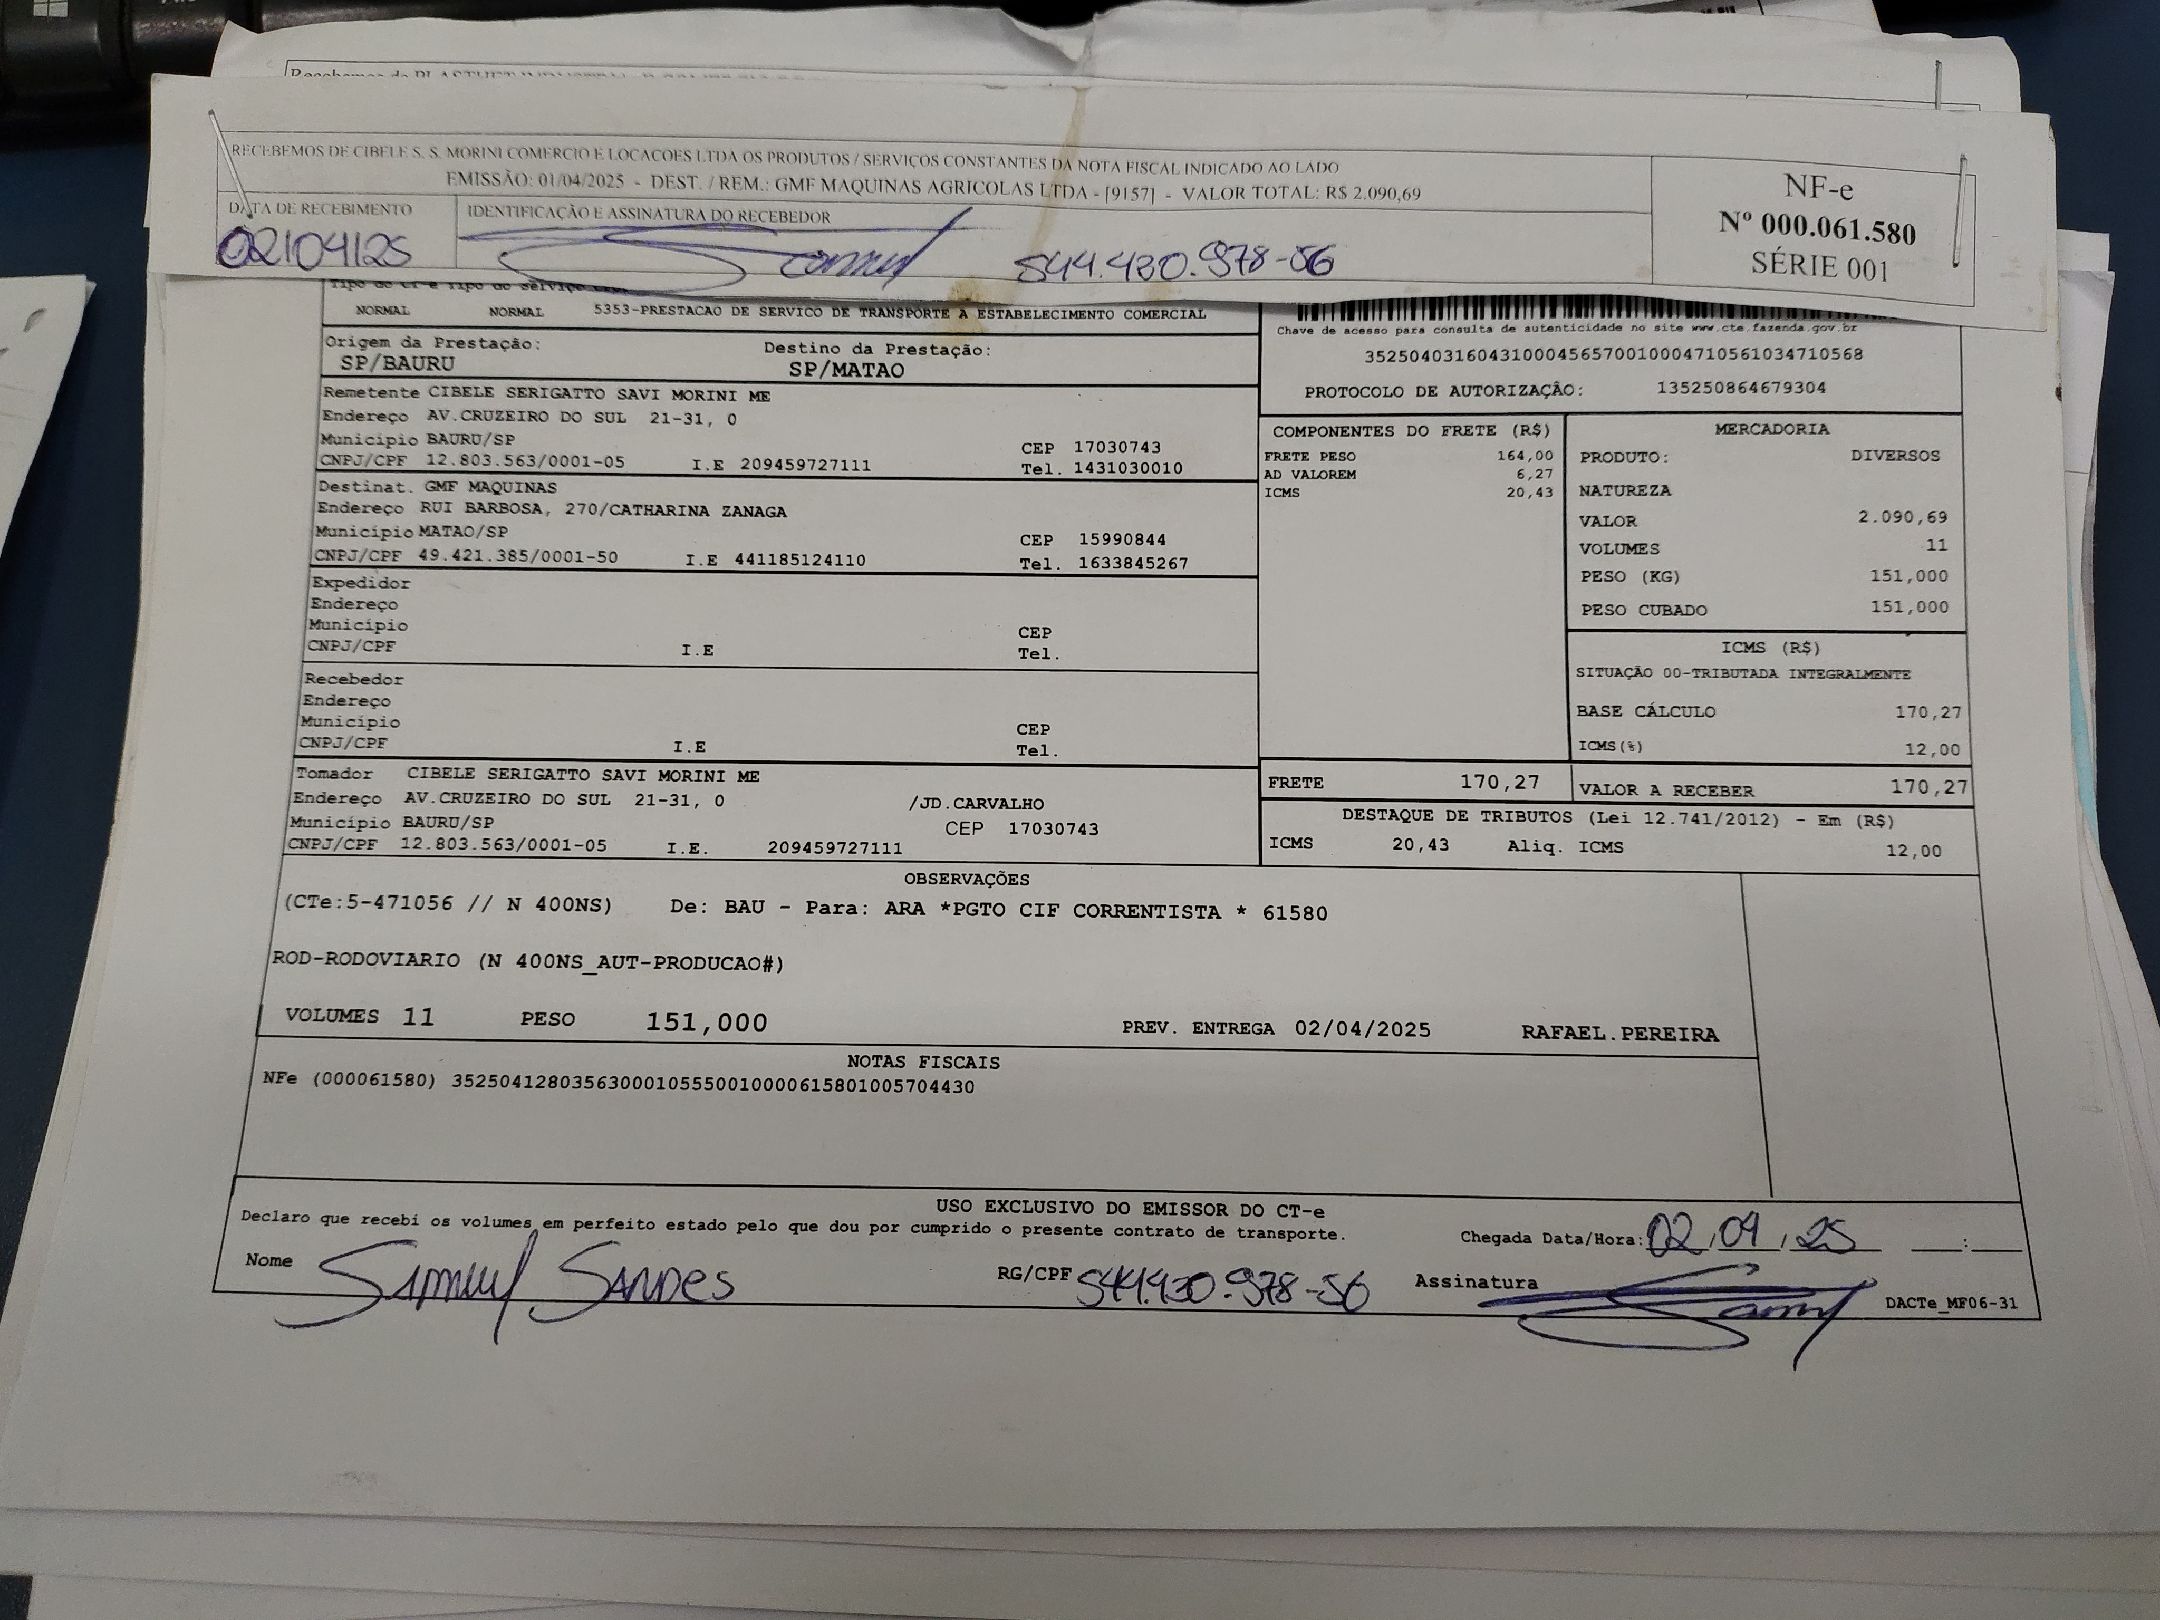 RECEBEMOS DE CIBELE S. S. MORINI COMERCIO E LOCACOES LTDA OS PRODUTOS / SERVIÇOS CONSTANTES DA NOTA FISCAL INDICADO AO LADO
EMISSÃO: 01/04/2025 - DEST. / REM.: GMF MAQUINAS AGRICOLAS LTDA - [9157] - VALOR TOTAL: R$ 2.090,69
NF-e
Nº 000.061.580
SÉRIE 001
DATA DE RECEBIMENTO
02/04/25
IDENTIFICAÇÃO E ASSINATURA DO RECEBEDOR
544.420.978-56
NORMAL NORMAL 5353-PRESTACAO DE SERVICO DE TRANSPORTE A ESTABELECIMENTO COMERCIAL
Chave de acesso para consulta de autenticidade no site www.cte.fazenda.gov.br
35250403160431000456570010004710561034710568
PROTOCOLO DE AUTORIZAÇÃO: 135250864679304
Origem da Prestação: Destino da Prestação:
SP/BAURU SP/MATAO
Remetente CIBELE SERIGATTO SAVI MORINI ME
Endereço AV.CRUZEIRO DO SUL 21-31, 0
Município BAURU/SP CEP 17030743
CNPJ/CPF 12.803.563/0001-05 I.E 209459727111 Tel. 1431030010
Destinat. GMF MAQUINAS
Endereço RUI BARBOSA, 270/CATHARINA ZANAGA
Município MATAO/SP CEP 15990844
CNPJ/CPF 49.421.385/0001-50 I.E 441185124110 Tel. 1633845267
Expedidor
Endereço
Município CEP
CNPJ/CPF I.E Tel.
Recebedor
Endereço
Município CEP
CNPJ/CPF I.E Tel.
Tomador CIBELE SERIGATTO SAVI MORINI ME
Endereço AV.CRUZEIRO DO SUL 21-31, 0 /JD.CARVALHO
Município BAURU/SP CEP 17030743
CNPJ/CPF 12.803.563/0001-05 I.E. 209459727111
COMPONENTES DO FRETE (R$)
FRETE PESO 164,00
AD VALOREM 6,27
ICMS 20,43
MERCADORIA
PRODUTO: DIVERSOS
NATUREZA
VALOR 2.090,69
VOLUMES 11
PESO (KG) 151,000
PESO CUBADO 151,000
ICMS (R$)
SITUAÇÃO 00-TRIBUTADA INTEGRALMENTE
BASE CÁLCULO 170,27
ICMS(%) 12,00
FRETE 170,27 VALOR A RECEBER 170,27
DESTAQUE DE TRIBUTOS (Lei 12.741/2012) - Em (R$)
ICMS 20,43 Aliq. ICMS 12,00
OBSERVAÇÕES
(CTe:5-471056 // N 400NS) De: BAU - Para: ARA *PGTO CIF CORRENTISTA * 61580
ROD-RODOVIARIO (N 400NS_AUT-PRODUCAO#)
VOLUMES 11 PESO 151,000 PREV. ENTREGA 02/04/2025 RAFAEL.PEREIRA
NOTAS FISCAIS
NFe (000061580) 35250412803563000105550010000615801005704430
USO EXCLUSIVO DO EMISSOR DO CT-e
Declaro que recebi os volumes em perfeito estado pelo que dou por cumprido o presente contrato de transporte.
Chegada Data/Hora: 02/04/25 __:__
Nome Samuel Sandes RG/CPF 544.420.978-56 Assinatura
DACTe_MF06-31